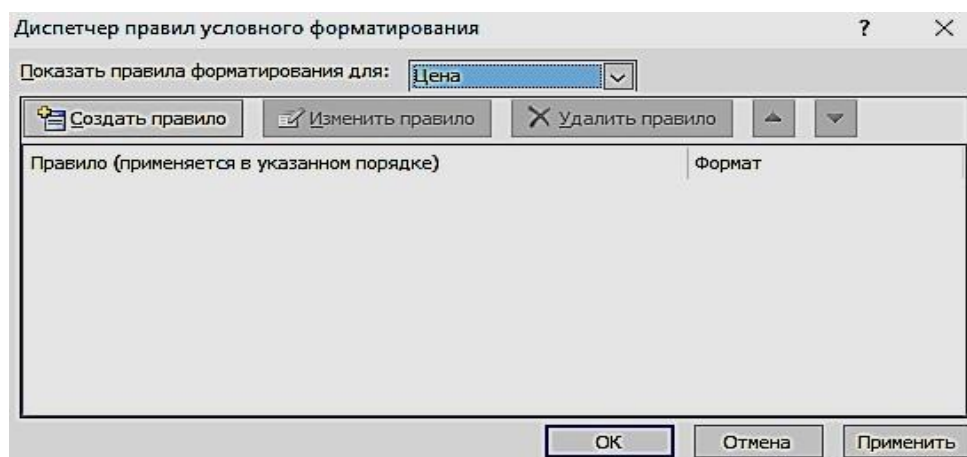 Диспетчер правил условного форматирования ?
Показать правила форматирования для: Цена
Создать правило Изменить правило Удалить правило
Правило (применяется в указанном порядке) Формат
ОК Отмена Применить